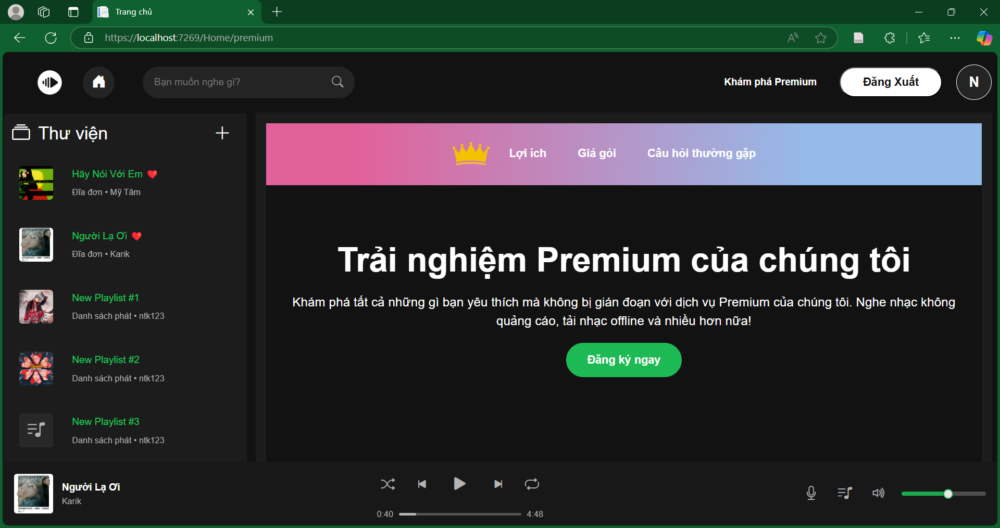 Trang chủ
https://localhost:7269/Home/premium
Bạn muốn nghe gì?
Khám phá Premium
Đăng Xuất
N
Thư viện
Hãy Nói Với Em ❤️
Đĩa đơn • Mỹ Tâm
Người Lạ Ơi ❤️
Đĩa đơn • Karik
New Playlist #1
Danh sách phát • ntk123
New Playlist #2
Danh sách phát • ntk123
New Playlist #3
Danh sách phát • ntk123
Lợi ích
Giá gói
Câu hỏi thường gặp
Trải nghiệm Premium của chúng tôi
Khám phá tất cả những gì bạn yêu thích mà không bị gián đoạn với dịch vụ Premium của chúng tôi. Nghe nhạc không
quảng cáo, tải nhạc offline và nhiều hơn nữa!
Đăng ký ngay
Người Lạ Ơi
Karik
0:40
4:48